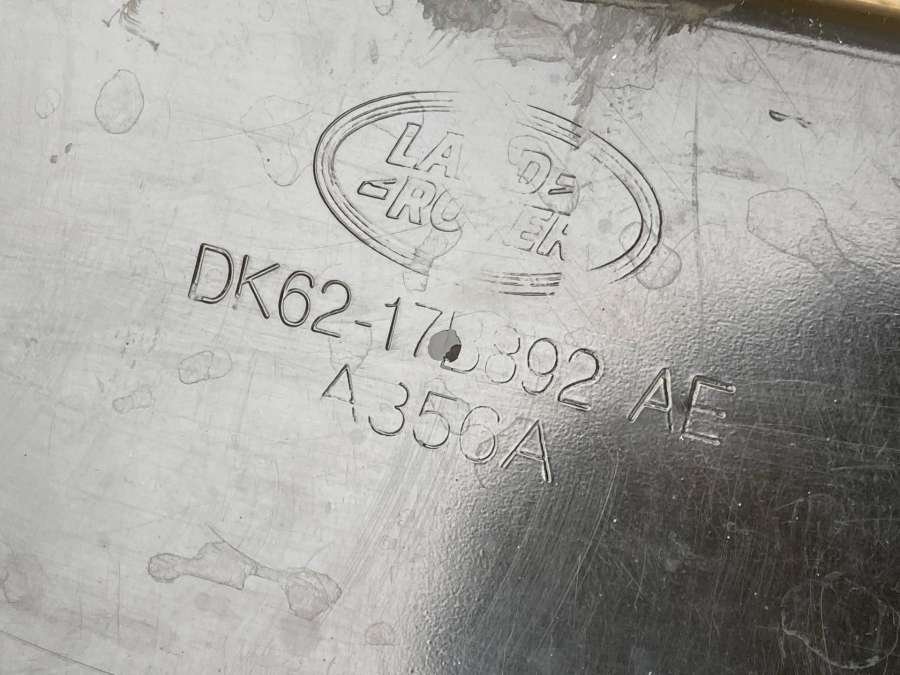 LAND
ROVER
DK62-17D892 AE
A356A